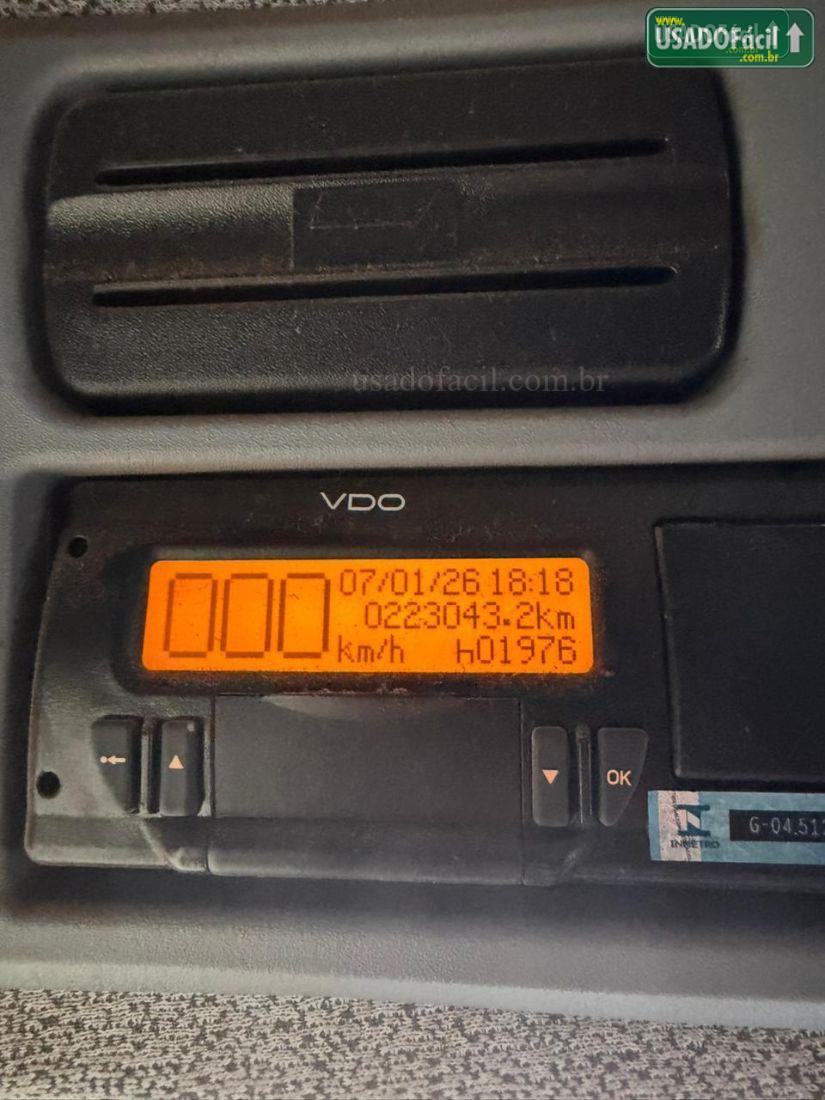 www.
USADOFácil
.com.br
usadofacil.com.br
VDO
000 07/01/26 18:18
0223043.2km
km/h h01976
OK
INMETRO
G-04.51